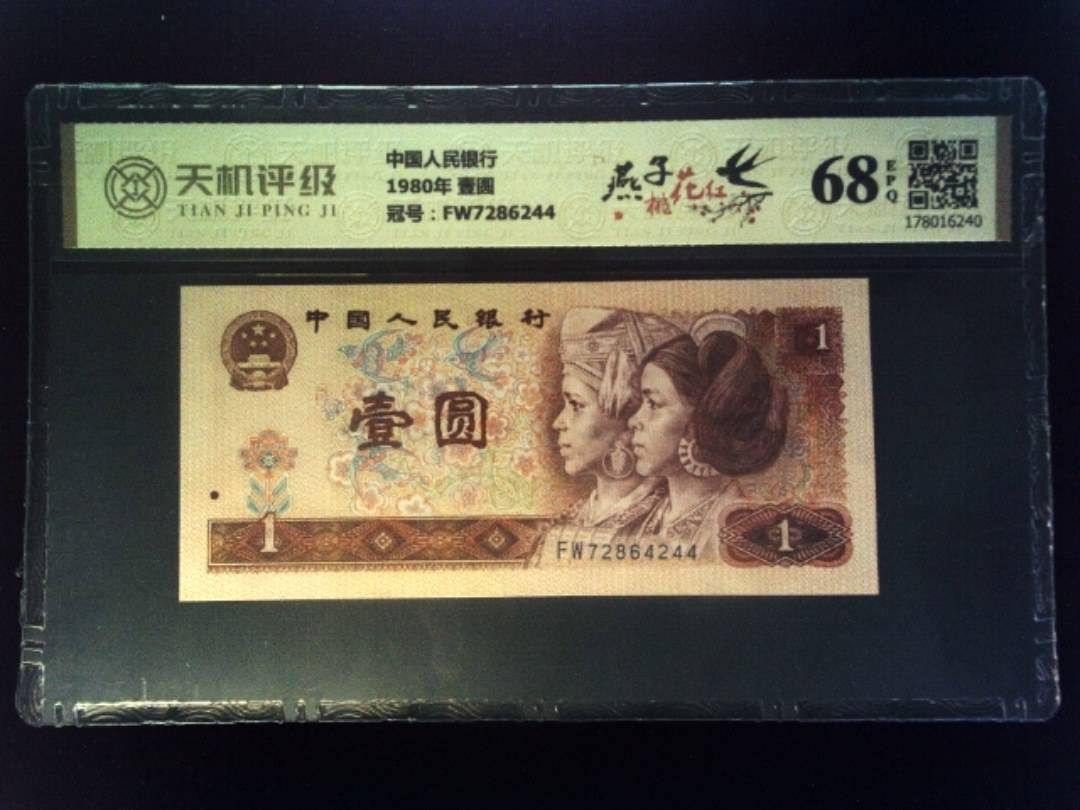 天机评级
TIAN JI PING JI
中国人民银行
1980年 壹圆
冠号：FW7286244
燕子
桃花红
68
EPQ
178016240
中国人民银行
1
壹圆
1
1
FW72864244